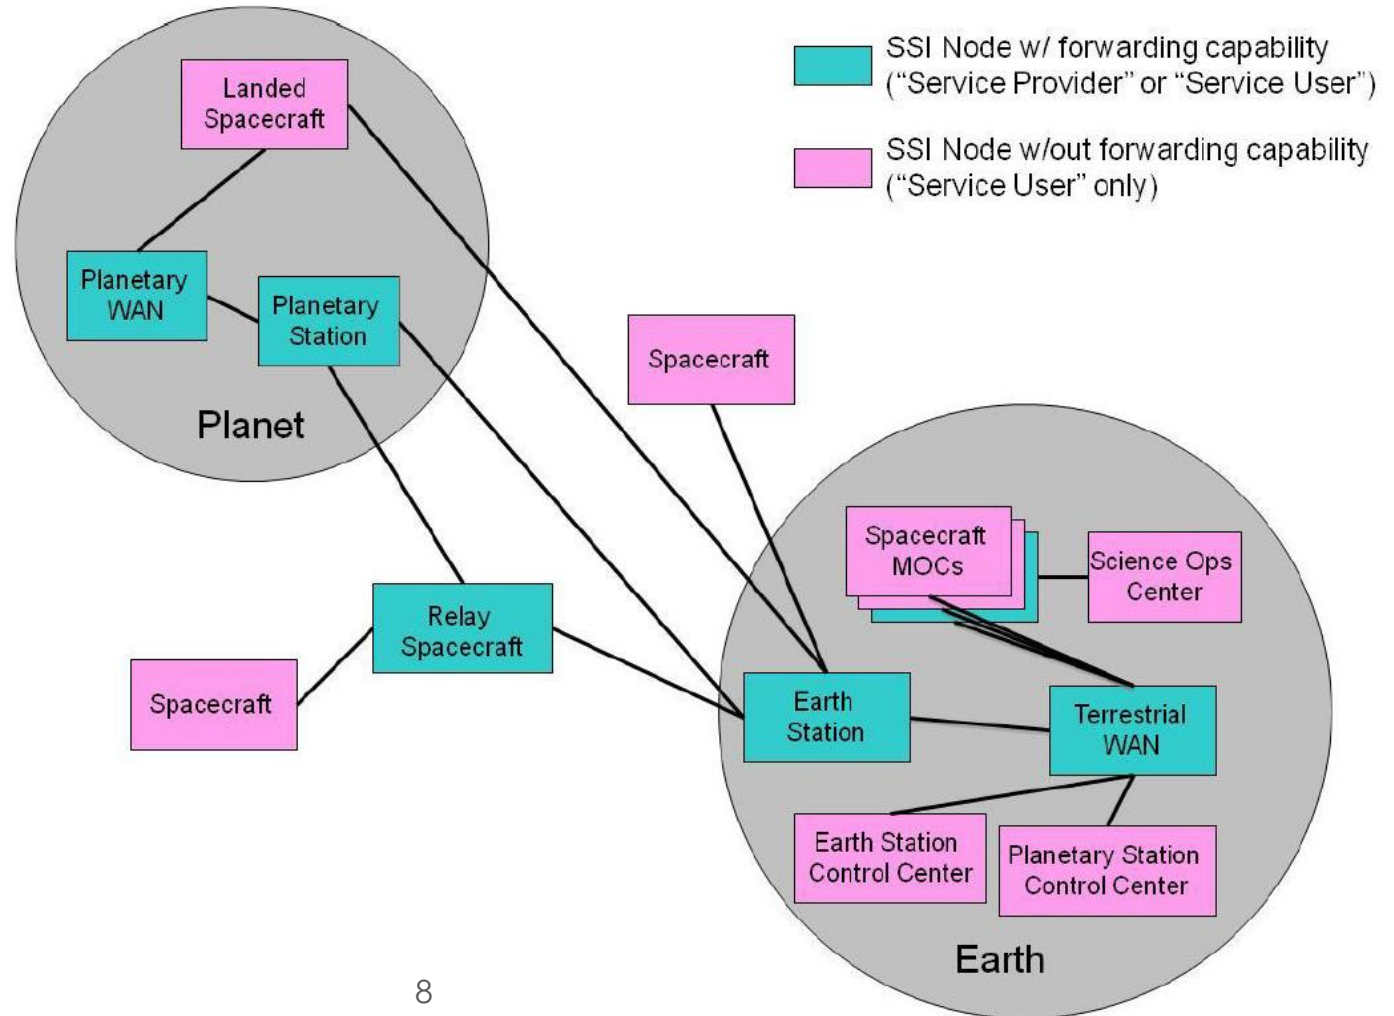 SSI Node w/ forwarding capability
(“Service Provider” or “Service User”)
SSI Node w/out forwarding capability
(“Service User” only)
Landed
Spacecraft
Planetary
WAN
Planetary
Station
Planet
Spacecraft
Spacecraft
MOCs
Science Ops
Center
Relay
Spacecraft
Spacecraft
Earth
Station
Terrestrial
WAN
Earth Station
Control Center
Planetary Station
Control Center
Earth
8